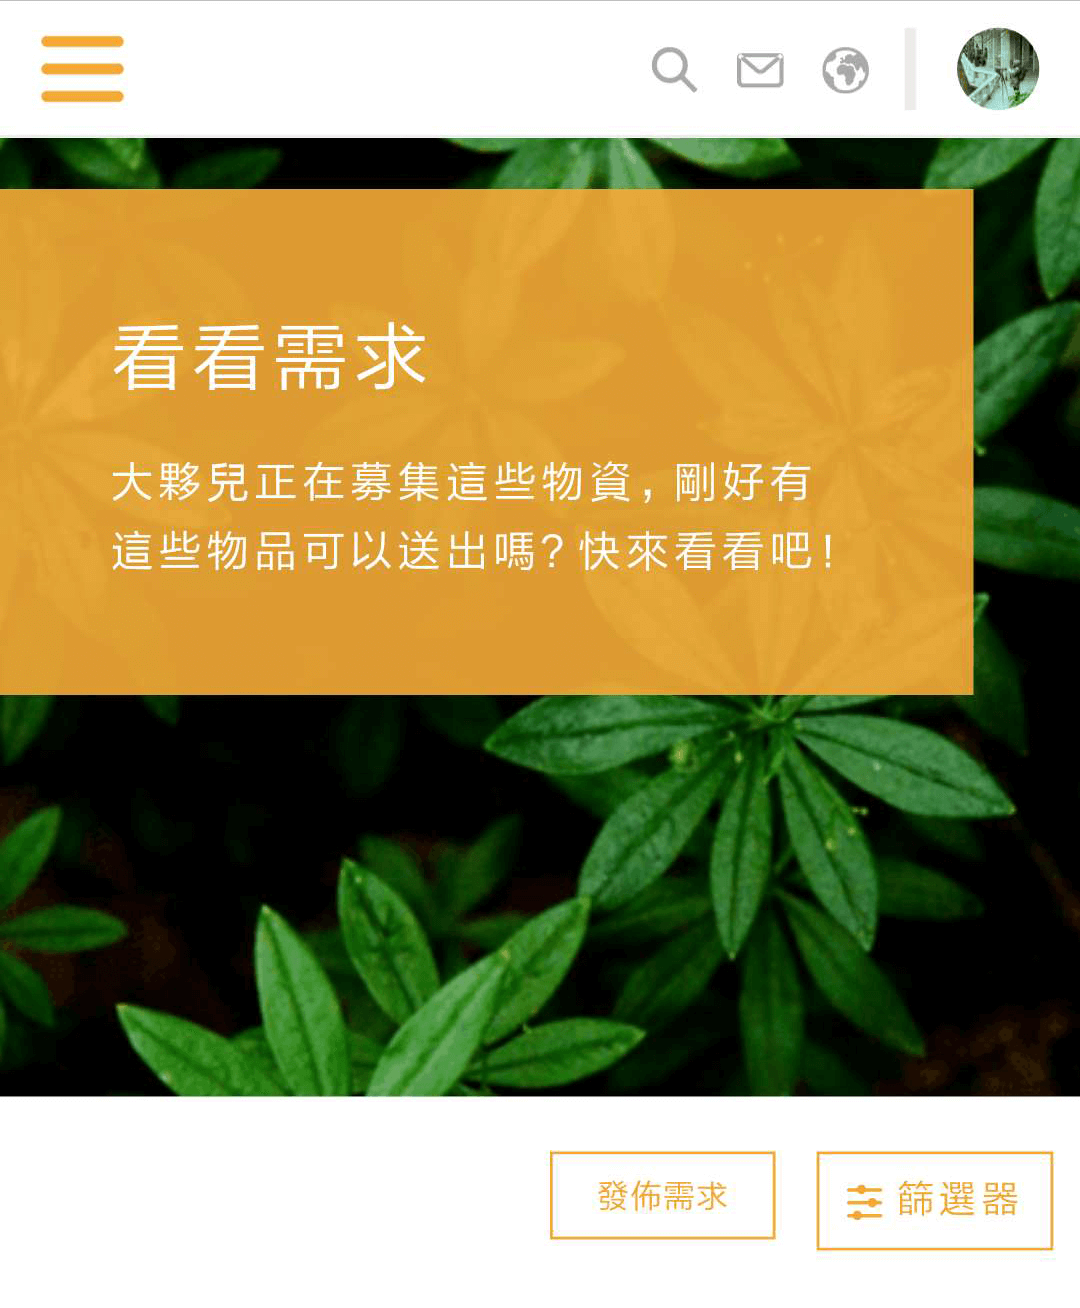 看看需求
大夥兒正在募集這些物資，剛好有
這些物品可以送出嗎？快來看看吧！
發佈需求
篩選器